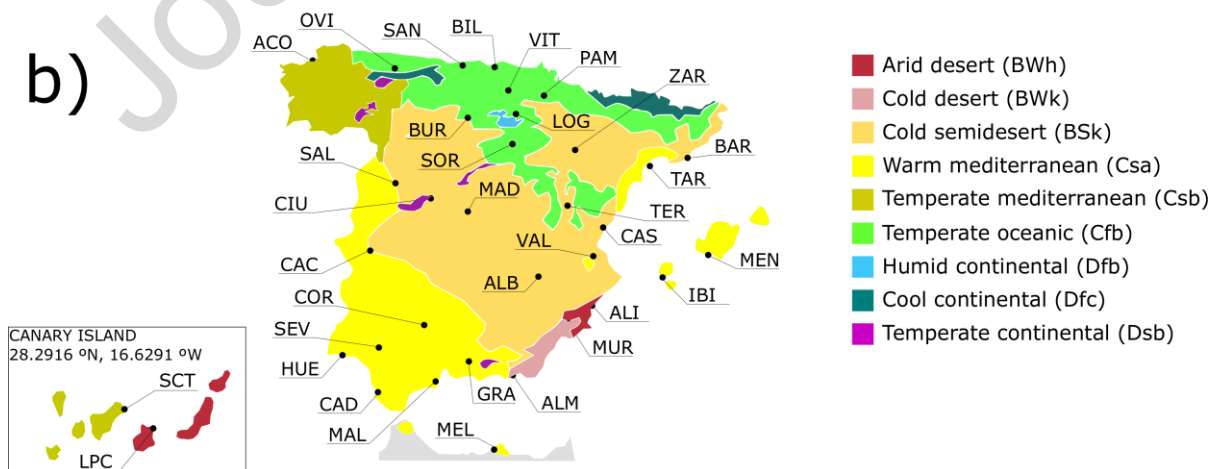 Jou
b)
OVI
SAN
BIL
VIT
ACO
PAM
ZAR
BUR
LOG
SOR
BAR
SAL
TAR
MAD
CIU
TER
CAS
VAL
MEN
CAC
ALB
IBI
COR
ALI
SEV
MUR
HUE
GRA
ALM
CAD
MAL
MEL
CANARY ISLAND
28.2916 ºN, 16.6291 ºW
SCT
LPC
Arid desert (BWh)
Cold desert (BWk)
Cold semidesert (BSk)
Warm mediterranean (Csa)
Temperate mediterranean (Csb)
Temperate oceanic (Cfb)
Humid continental (Dfb)
Cool continental (Dfc)
Temperate continental (Dsb)